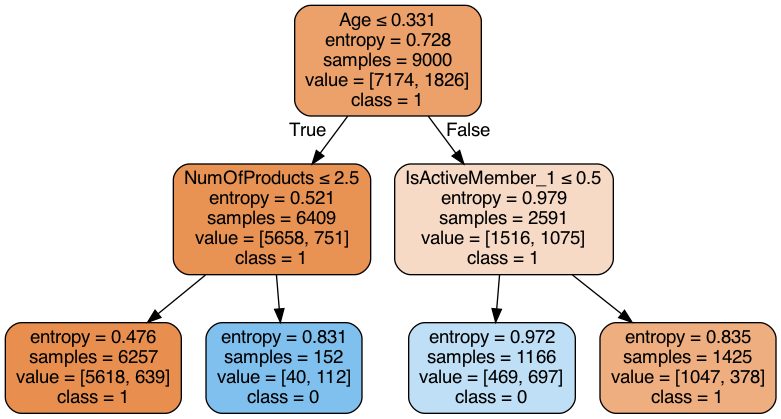 Age ≤ 0.331
entropy = 0.728
samples = 9000
value = [7174, 1826]
class = 1
True
False
NumOfProducts ≤ 2.5
entropy = 0.521
samples = 6409
value = [5658, 751]
class = 1
IsActiveMember_1 ≤ 0.5
entropy = 0.979
samples = 2591
value = [1516, 1075]
class = 1
entropy = 0.476
samples = 6257
value = [5618, 639]
class = 1
entropy = 0.831
samples = 152
value = [40, 112]
class = 0
entropy = 0.972
samples = 1166
value = [469, 697]
class = 0
entropy = 0.835
samples = 1425
value = [1047, 378]
class = 1